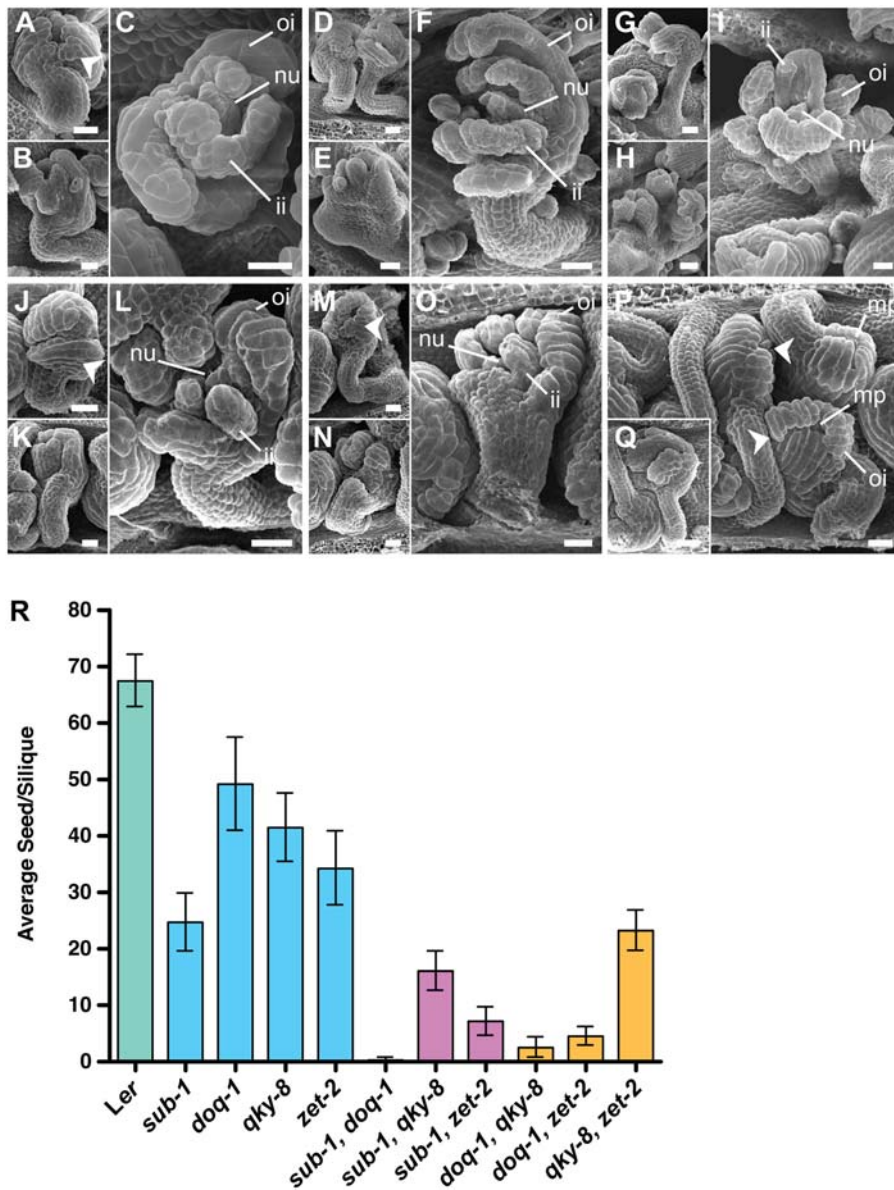 A
C
oi
nu
ii
B
D
F
oi
nu
ii
E
G
I
ii
oi
nu
H
J
L
oi
nu
ii
K
M
O
oi
nu
ii
N
P
mp
mp
oi
Q
R
Average Seed/Silique
80
70
60
50
40
30
20
10
0
Ler
sub-1
doq-1
qky-8
zet-2
sub-1, doq-1
sub-1, qky-8
sub-1, zet-2
doq-1, qky-8
doq-1, zet-2
qky-8, zet-2